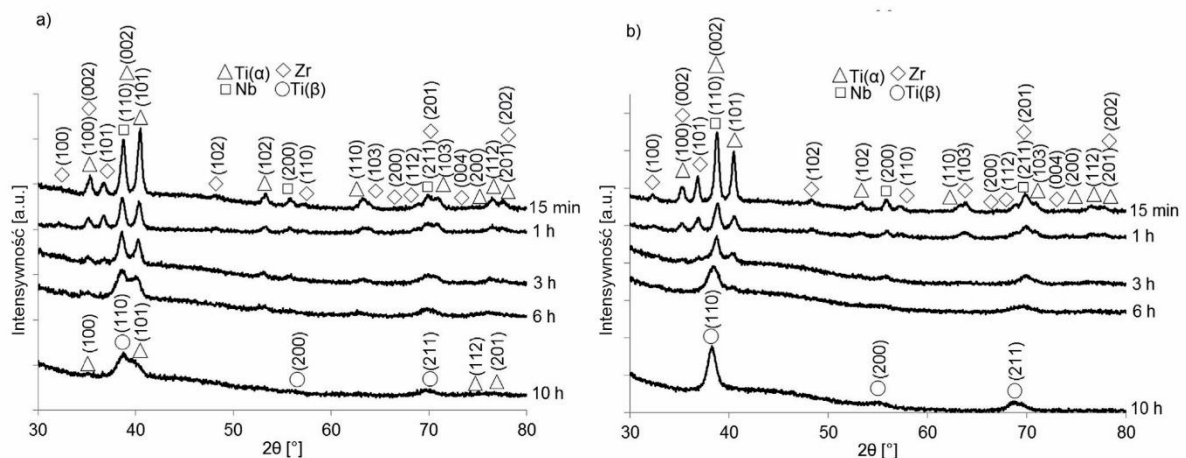 a)
△Ti(α) ◇Zr
□Nb ○Ti(β)
(100)
(100)
(002)
(101)
(110)
(002)
(101)
(102)
(102)
(200)
(110)
(110)
(103)
(200)
(112)
(211)
(201)
(103)
(004)
(200)
(112)
(201)
(202)
15 min
1 h
3 h
6 h
(100)
(110)
(101)
(200)
(211)
(112)
(201)
10 h
Intensywność [a.u.]
30 40 50 60 70 80
2θ [°]
b)
△Ti(α) ◇Zr
□Nb ○Ti(β)
(100)
(100)
(002)
(101)
(110)
(002)
(101)
(102)
(102)
(200)
(110)
(110)
(103)
(200)
(112)
(211)
(201)
(103)
(004)
(200)
(112)
(201)
(202)
15 min
1 h
3 h
6 h
(110)
(200)
(211)
10 h
Intensywność [a.u.]
30 40 50 60 70 80
2θ [°]